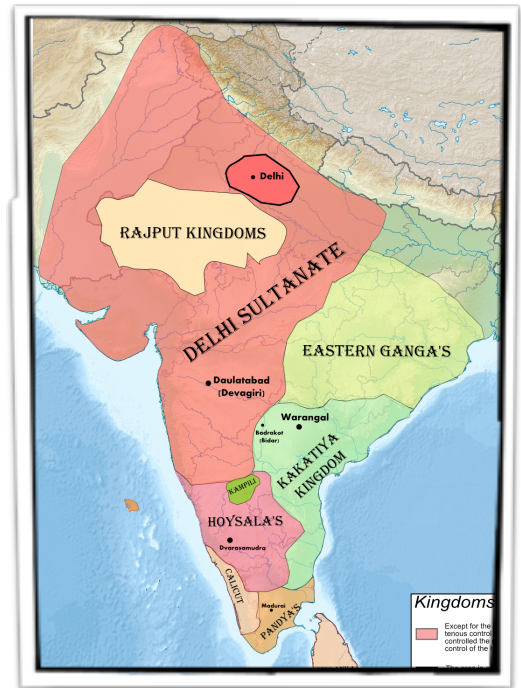 Delhi
RAJPUT KINGDOMS
DELHI SULTANATE
EASTERN GANGA'S
Daulatabad
(Devagiri)
Warangal
Badrakot
(Bidar)
KAKATIYA
KINGDOM
KAMPILI
HOYSALA'S
Dvarasamudra
CALICUT
Madurai
PANDYA'S
Kingdoms
Except for the
tenous control
controlled the
control of the